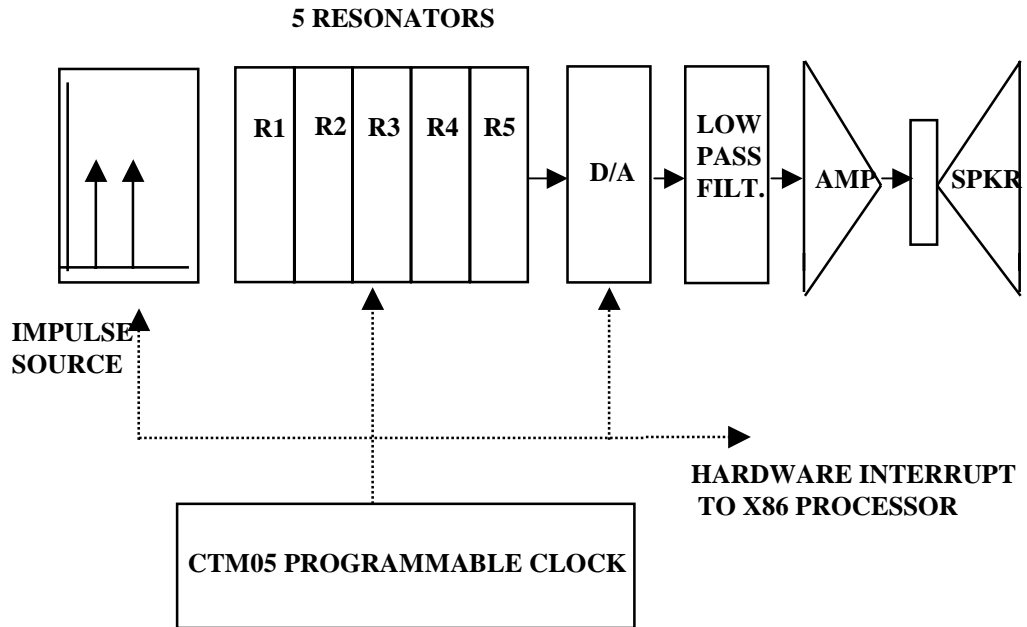 5 RESONATORS
R1 R2 R3 R4 R5
D/A
LOW
PASS
FILT.
AMP
SPKR
IMPULSE
SOURCE
HARDWARE INTERRUPT
TO X86 PROCESSOR
CTM05 PROGRAMMABLE CLOCK